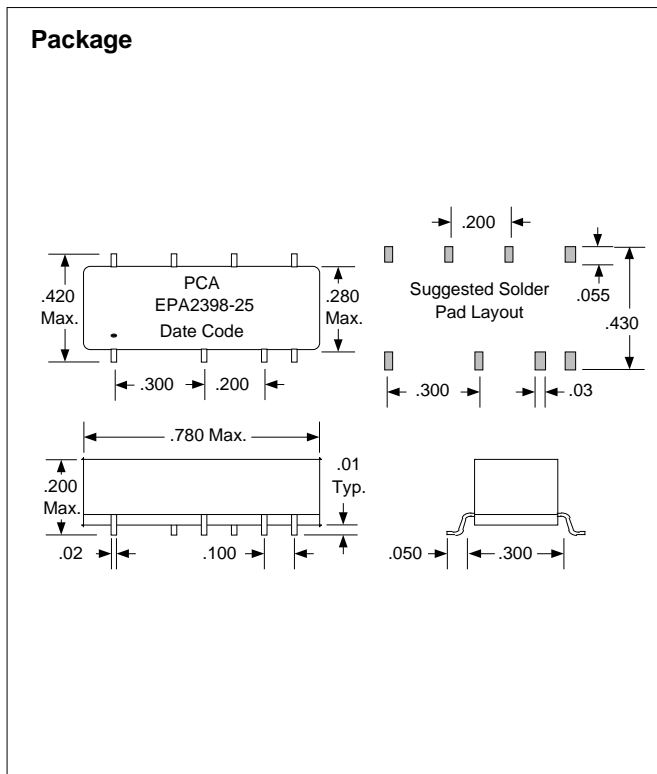 Package
.200
PCA
EPA2398-25
Date Code
.420
Max.
.280
Max.
Suggested Solder
Pad Layout
.055
.430
.300
.200
.300
.03
.780 Max.
.200
Max.
.01
Typ.
.02
.100
.050
.300